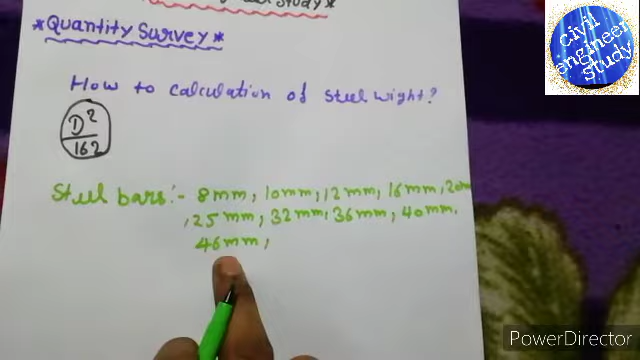 Study*
*Quantity Survey*
How to calculation of steel wight?
D²
162
Steel bars:- 8mm, 10mm, 12mm, 16mm, 20mm
,25mm, 32mm, 36mm, 40mm.
46mm,
civil
engineer
study
PowerDirector